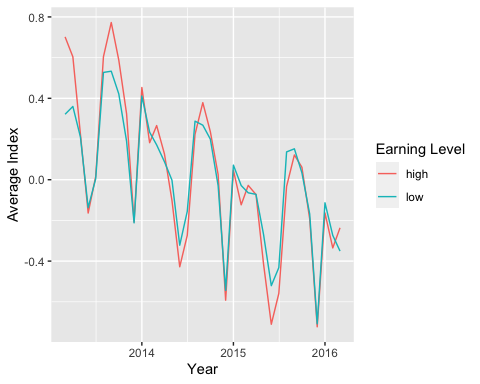 0.8
0.4
0.0
-0.4
Average Index
2014 2015 2016
Year
Earning Level
high
low